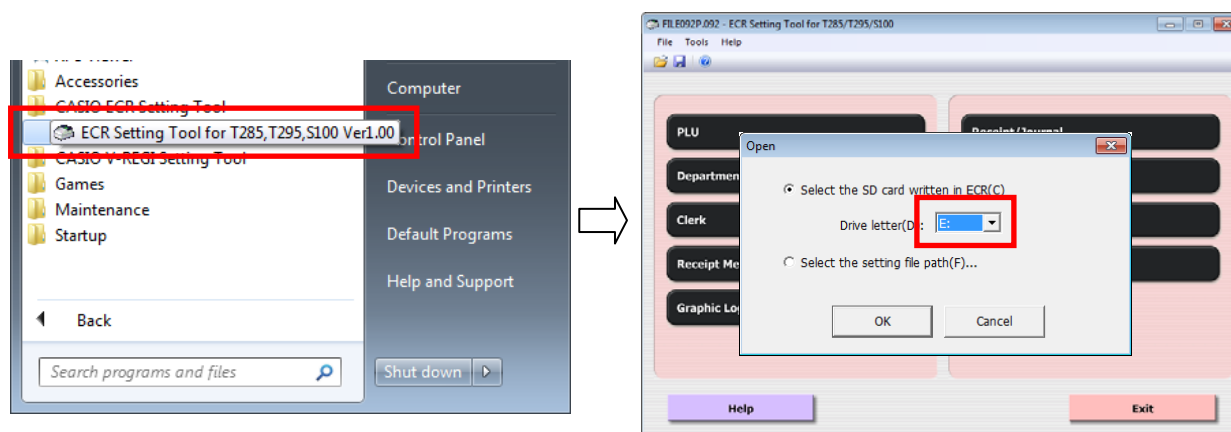 Accessories
CASIO ECR Setting Tool
ECR Setting Tool for T285,T295,S100 Ver1.00
CASIO V-REGI Setting Tool
Games
Maintenance
Startup
Back
Search programs and files
Computer
Control Panel
Devices and Printers
Default Programs
Help and Support
Shut down
FILE092P.092 - ECR Setting Tool for T285/T295/S100
File Tools Help
PLU
Departmen
Clerk
Receipt Me
Graphic Lo
Receipt/Journal
Open
Select the SD card written in ECR(C)
Drive letter(D):
E:
Select the setting file path(F)...
OK
Cancel
Help
Exit